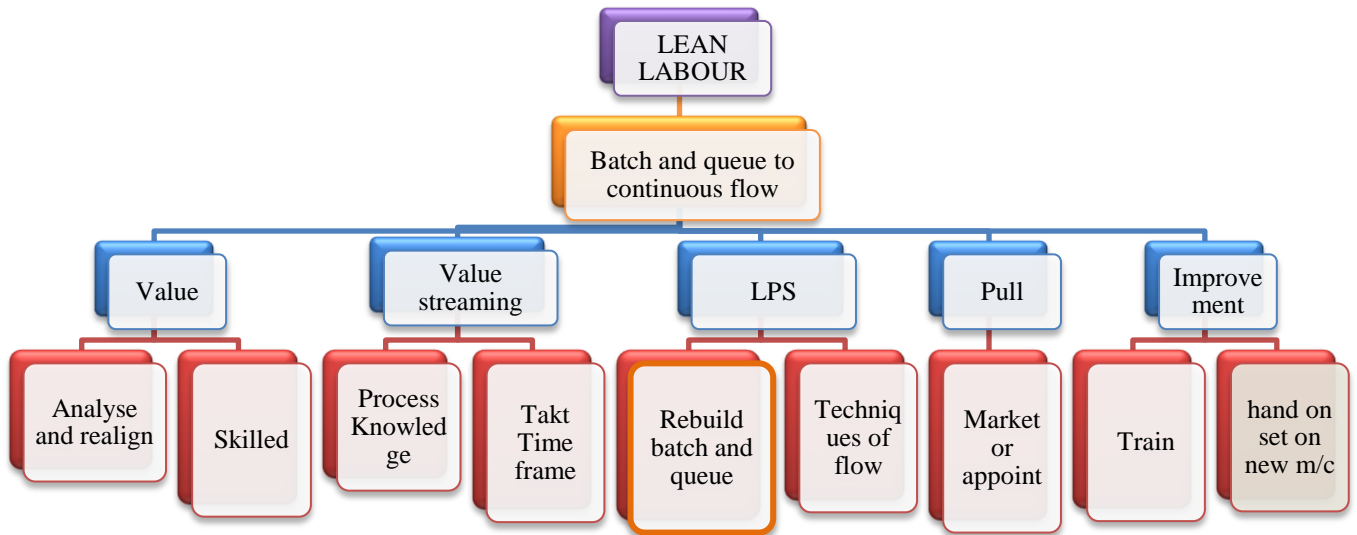 LEAN
LABOUR
Batch and queue to
continuous flow
Value
Value
streaming
LPS
Pull
Improve
ment
Analyse
and realign
Skilled
Process
Knowled
ge
Takt
Time
frame
Rebuild
batch and
queue
Techniq
ues of
flow
Market
or
appoint
Train
hand on
set on
new m/c